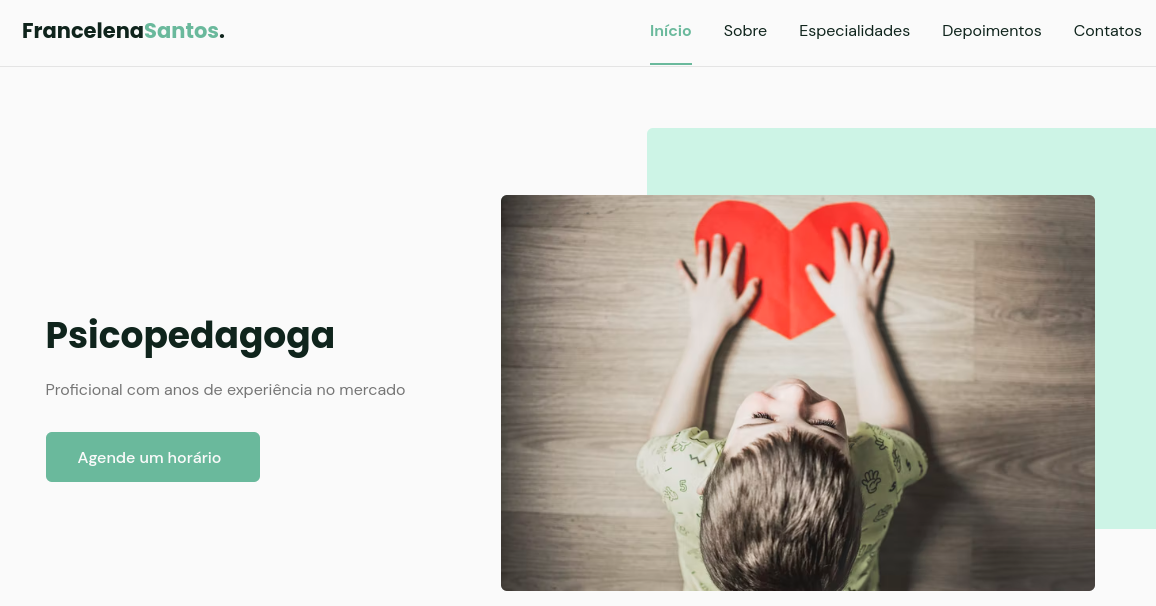 FrancelenaSantos.
Início Sobre Especialidades Depoimentos Contatos
Psicopedagoga
Proficional com anos de experiência no mercado
Agende um horário